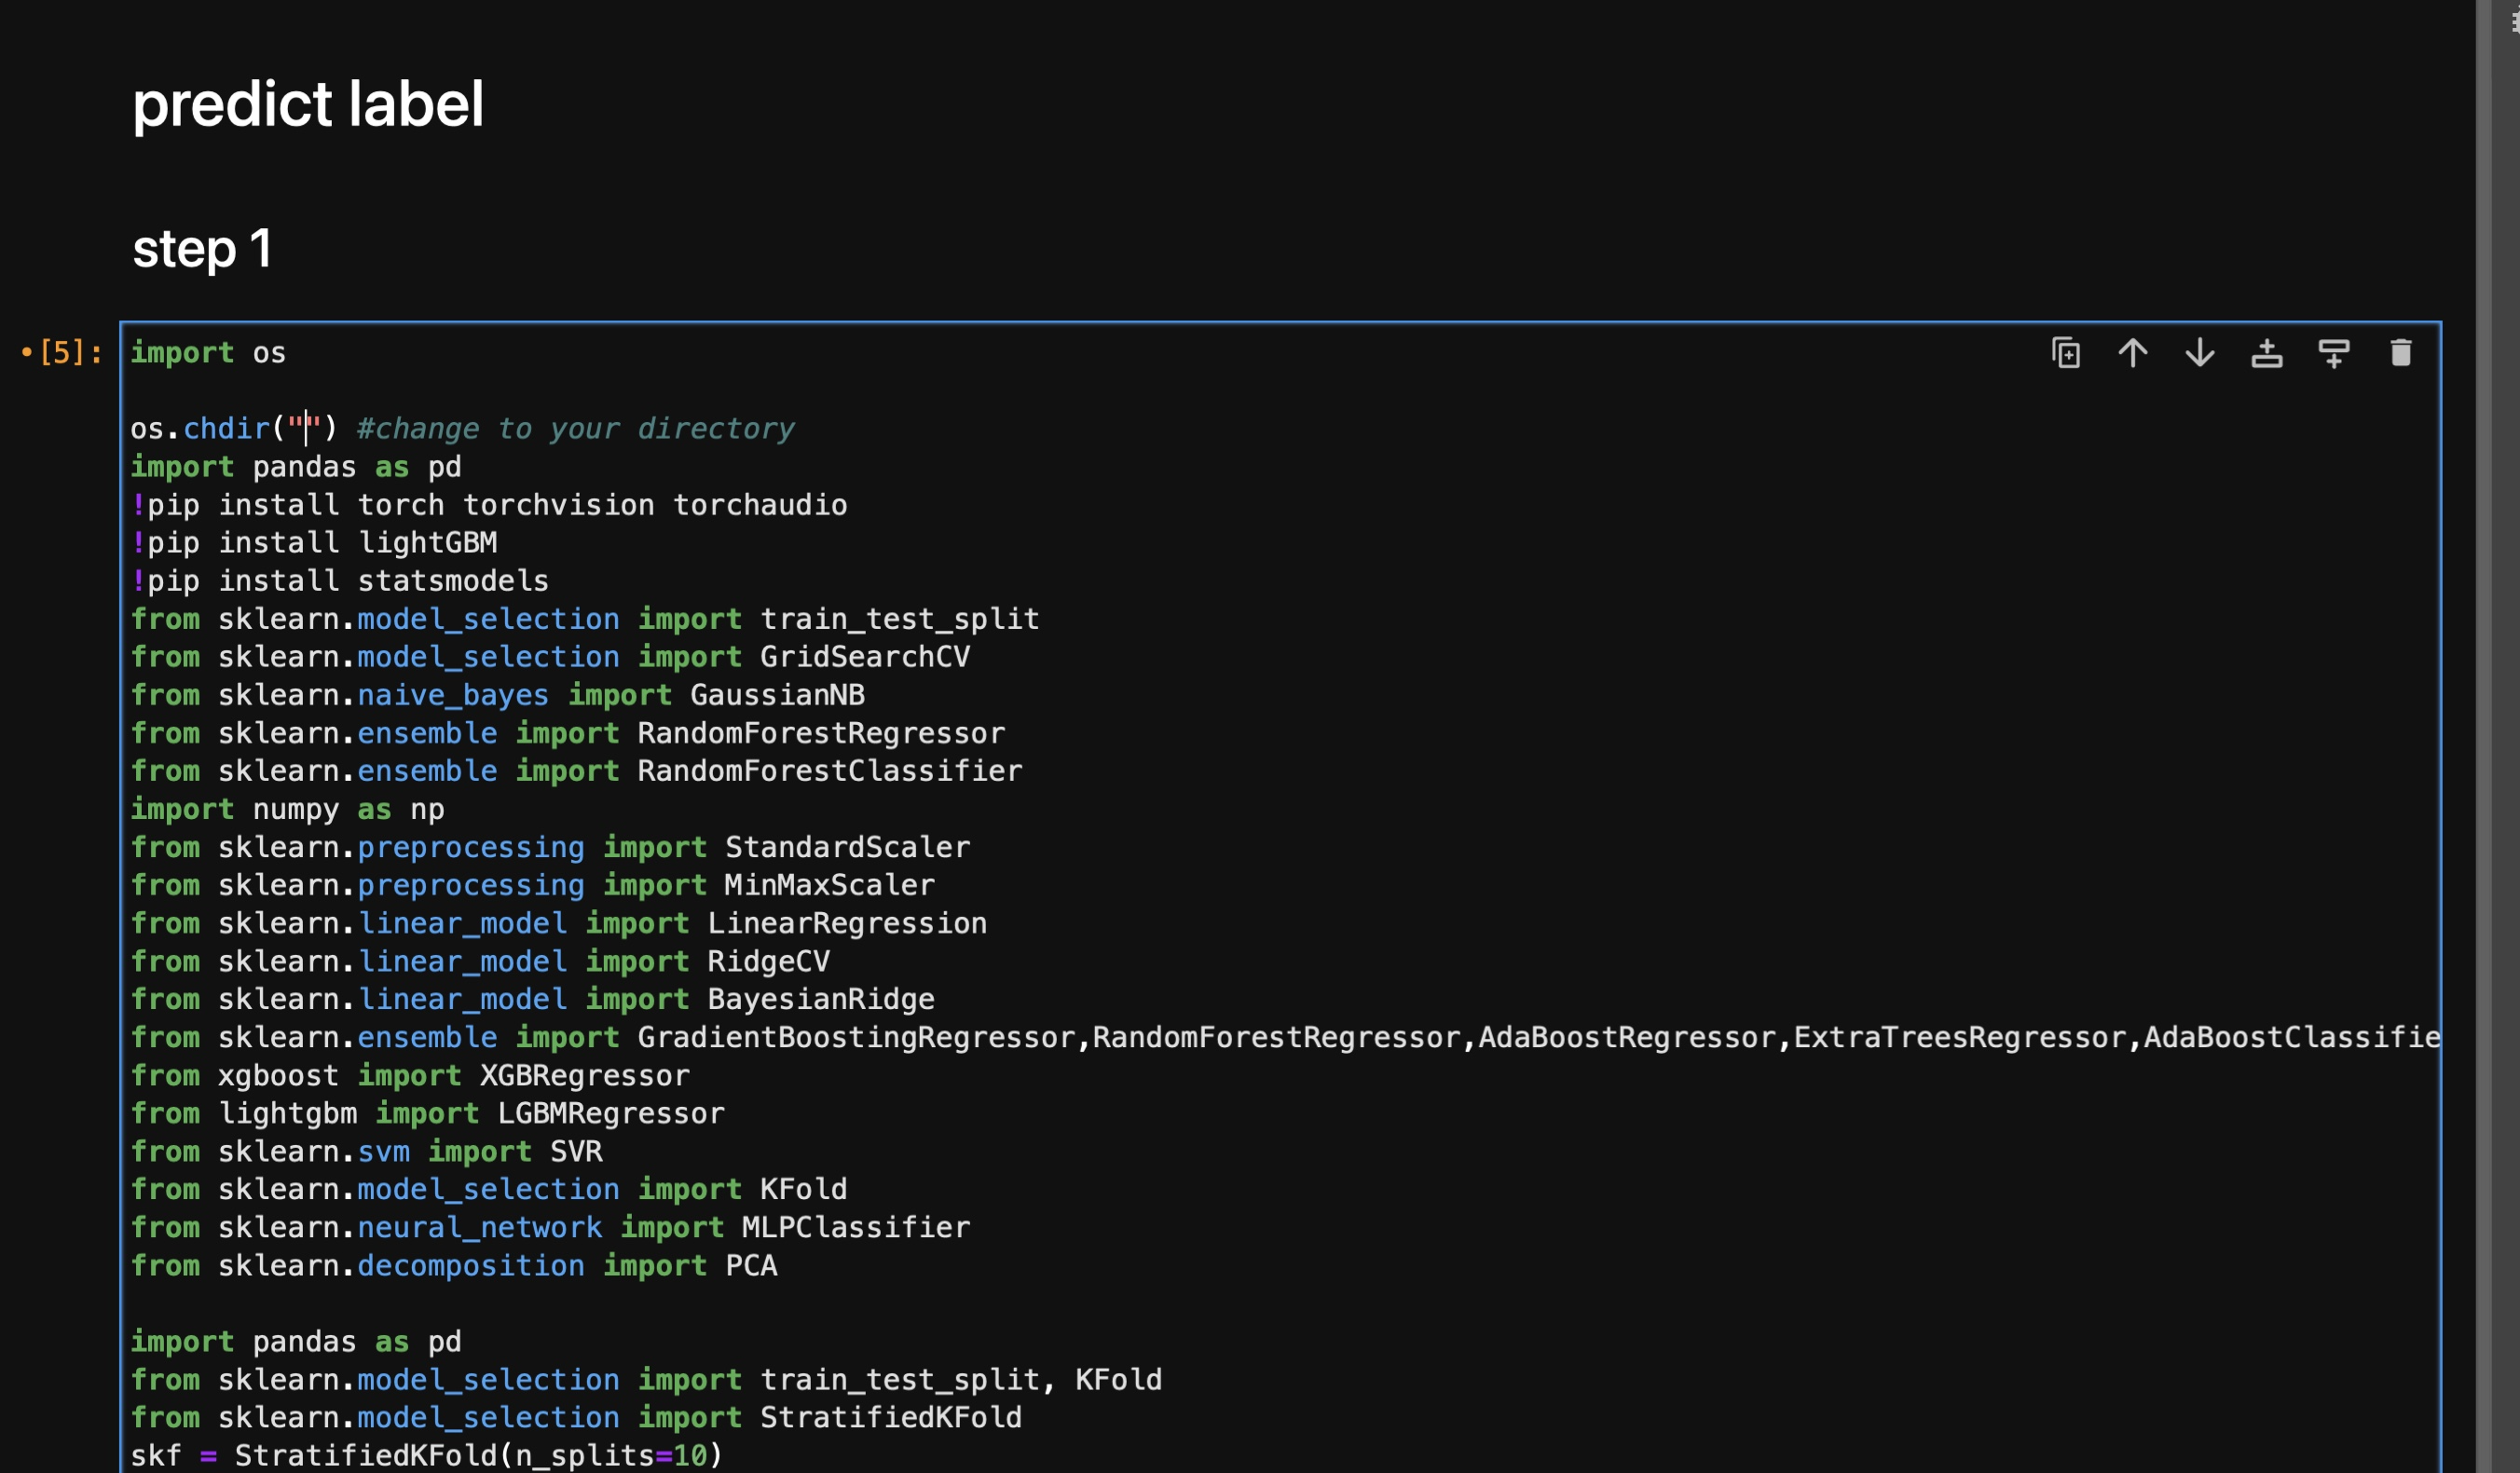 predict label
step 1
•[5]:
import os
os.chdir("") #change to your directory
import pandas as pd
!pip install torch torchvision torchaudio
!pip install lightGBM
!pip install statsmodels
from sklearn.model_selection import train_test_split
from sklearn.model_selection import GridSearchCV
from sklearn.naive_bayes import GaussianNB
from sklearn.ensemble import RandomForestRegressor
from sklearn.ensemble import RandomForestClassifier
import numpy as np
from sklearn.preprocessing import StandardScaler
from sklearn.preprocessing import MinMaxScaler
from sklearn.linear_model import LinearRegression
from sklearn.linear_model import RidgeCV
from sklearn.linear_model import BayesianRidge
from sklearn.ensemble import GradientBoostingRegressor,RandomForestRegressor,AdaBoostRegressor,ExtraTreesRegressor,AdaBoostClassifie
from xgboost import XGBRegressor
from lightgbm import LGBMRegressor
from sklearn.svm import SVR
from sklearn.model_selection import KFold
from sklearn.neural_network import MLPClassifier
from sklearn.decomposition import PCA
import pandas as pd
from sklearn.model_selection import train_test_split, KFold
from sklearn.model_selection import StratifiedKFold
skf = StratifiedKFold(n_splits=10)